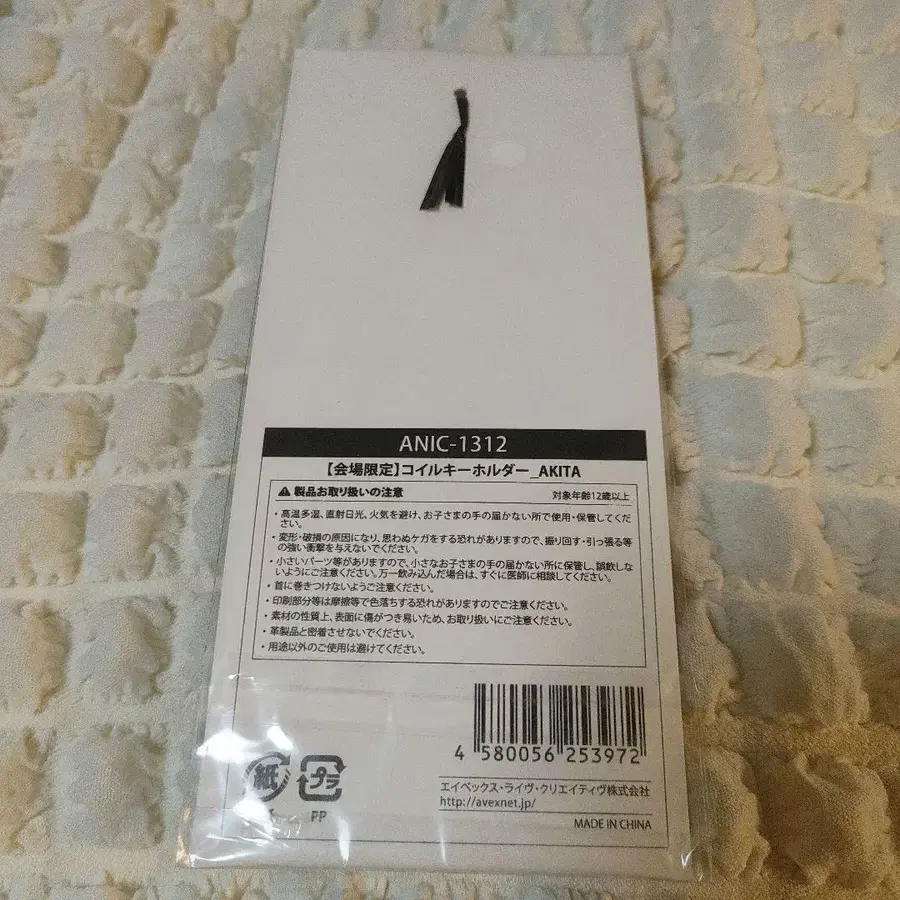 ANIC-1312
【会場限定】コイルキーホルダー_AKITA
製品お取り扱いの注意 対象年齢12歳以上
・高温多湿、直射日光、火気を避け、お子さまの手の届かない所で使用・保管してくだ
さい。
・変形・破損の原因になり、思わぬケガをする恐れがありますので、振り回す・引っ張る等
の強い衝撃を与えないでください。
・小さいパーツ等がありますので、小さなお子さまの手の届かない所に保管し、誤飲しな
いようにご注意ください。万一飲み込んだ場合は、すぐに医師に相談してください。
・首に巻きつけないようご注意ください。
・印刷部分等は摩擦等で色落ちする恐れがありますのでご注意ください。
・素材の性質上、表面に傷がつき易いため、お取り扱いにご注意ください。
・革製品と密着させないでください。
・用途以外のご使用は避けてください。
4 580056 253972
紙 プラ
PP
エイベックス・ライヴ・クリエイティヴ株式会社
http://avexnet.jp/
MADE IN CHINA